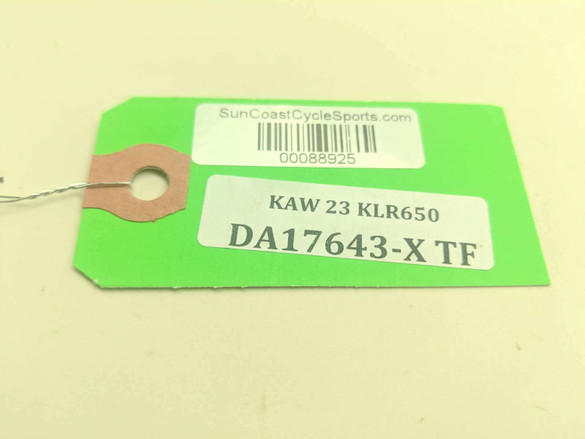 SunCoastCycleSports.com
00088925
KAW 23 KLR650
DA17643-X TF